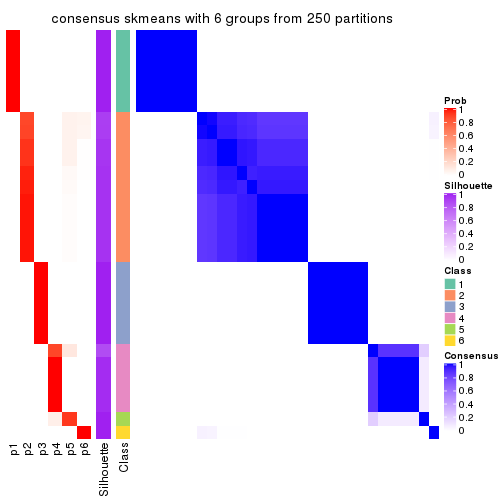 consensus skmeans with 6 groups from 250 partitions
Prob
1
0.8
0.6
0.4
0.2
0
Silhouette
1
0.8
0.6
0.4
0.2
0
Class
1
2
3
4
5
6
Consensus
1
0.8
0.6
0.4
0.2
0
p1
p2
p3
p4
p5
p6
Silhouette
Class